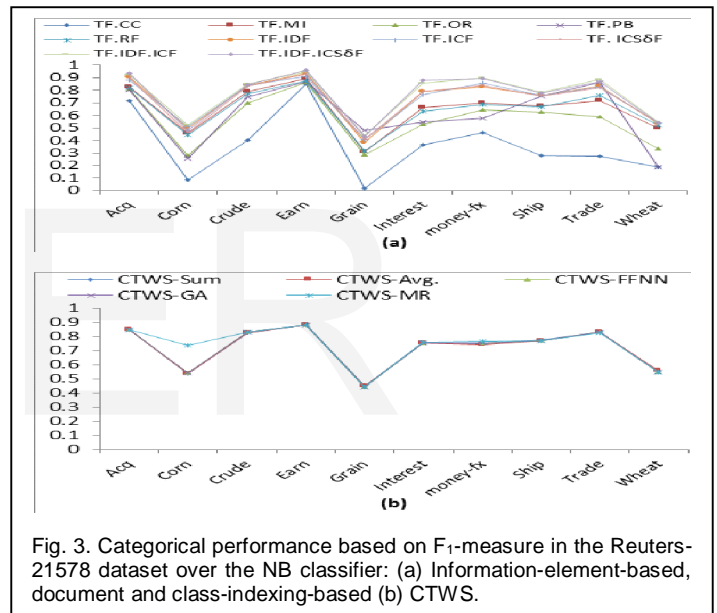 TF.CC TF.MI TF.OR TF.PB
TF.RF TF.IDF TF.ICF TF. ICSδF
TF.IDF.ICF TF.IDF.ICSδF
1
0.9
0.8
0.7
0.6
0.5
0.4
0.3
0.2
0.1
0
Acq Corn Crude Earn Grain Interest money-fx Ship Trade Wheat
(a)
CTWS-Sum CTWS-Avg. CTWS-FFNN
CTWS-GA CTWS-MR
1
0.9
0.8
0.7
0.6
0.5
0.4
0.3
0.2
0.1
0
Acq Corn Crude Earn Grain Interest money-fx Ship Trade Wheat
(b)
ER
Fig. 3. Categorical performance based on F₁-measure in the Reuters-
21578 dataset over the NB classifier: (a) Information-element-based,
document and class-indexing-based (b) CTWS.